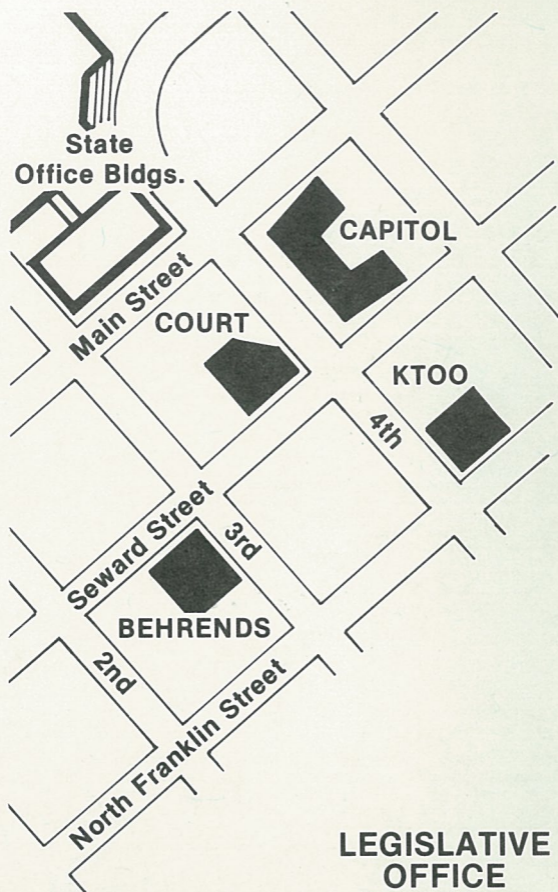 State
Office Bldgs.
CAPITOL
Main Street
COURT
KTOO
4th
Seward Street
3rd
BEHRENDS
2nd
North Franklin Street
LEGISLATIVE
OFFICE